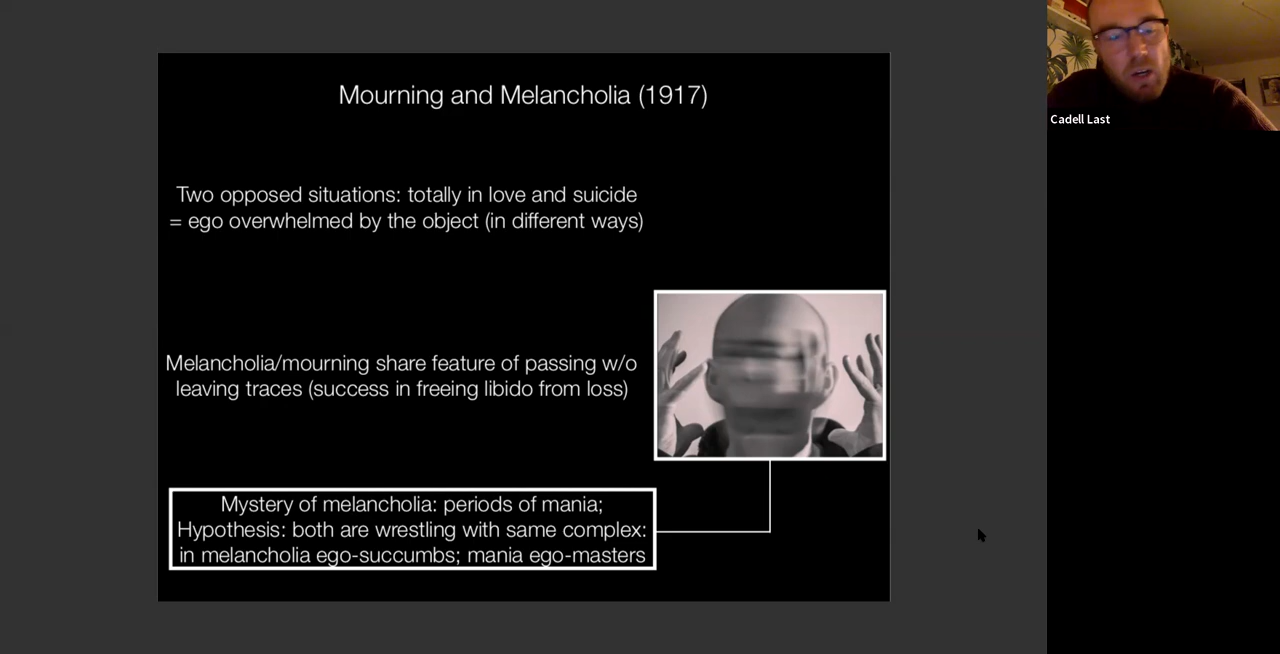 Mourning and Melancholia (1917)
Two opposed situations: totally in love and suicide
= ego overwhelmed by the object (in different ways)
Melancholia/mourning share feature of passing w/o
leaving traces (success in freeing libido from loss)
Mystery of melancholia: periods of mania;
Hypothesis: both are wrestling with same complex:
in melancholia ego-succumbs; mania ego-masters
Cadell Last